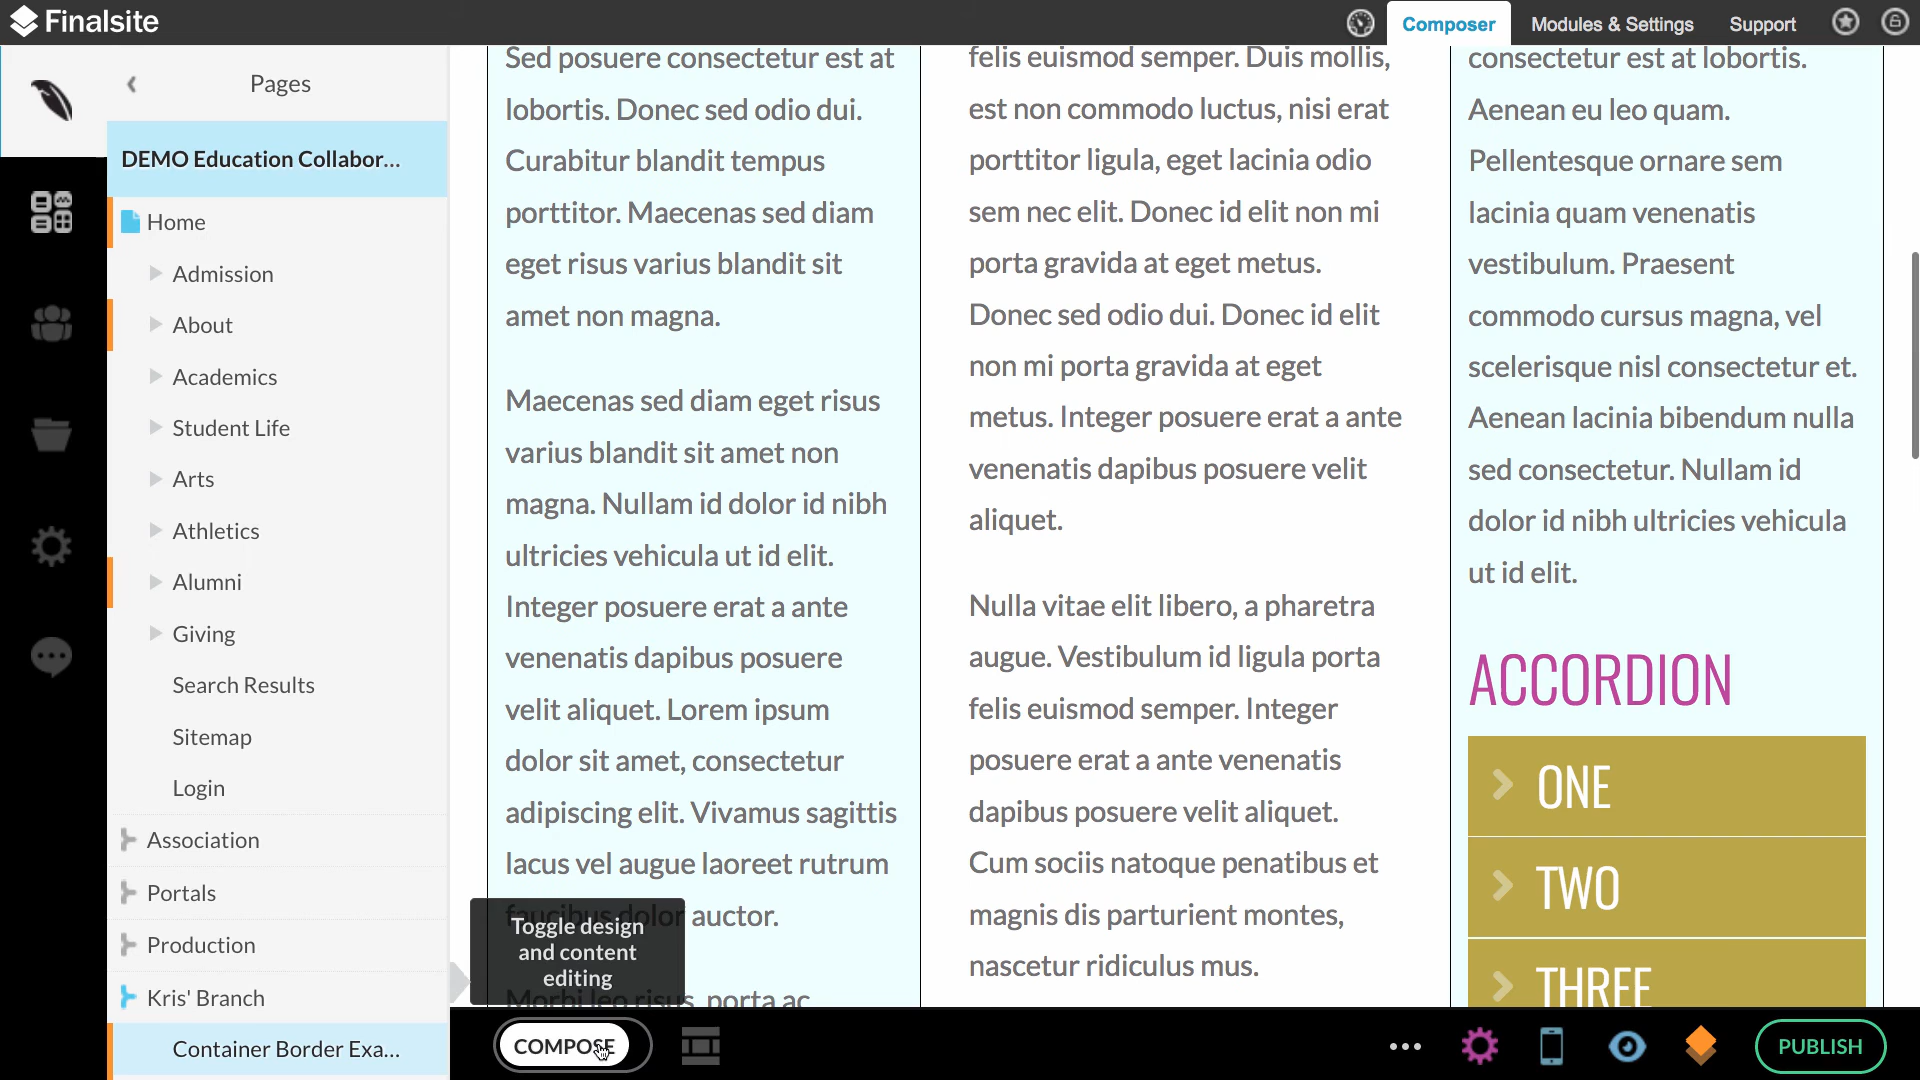 Finalsite
Composer
Modules & Settings
Support
Pages
DEMO Education Collabor...
Home
Admission
About
Academics
Student Life
Arts
Athletics
Alumni
Giving
Search Results
Sitemap
Login
Association
Portals
Production
Kris' Branch
Container Border Exa...
Sed posuere consectetur est at
lobortis. Donec sed odio dui.
Curabitur blandit tempus
porttitor. Maecenas sed diam
eget risus varius blandit sit
amet non magna.
Maecenas sed diam eget risus
varius blandit sit amet non
magna. Nullam id dolor id nibh
ultricies vehicula ut id elit.
Integer posuere erat a ante
venenatis dapibus posuere
velit aliquet. Lorem ipsum
dolor sit amet, consectetur
adipiscing elit. Vivamus sagittis
lacus vel augue laoreet rutrum
faucibus dolor auctor.
Morbi leo risus, porta ac
Toggle design
and content
editing
felis euismod semper. Duis mollis,
est non commodo luctus, nisi erat
porttitor ligula, eget lacinia odio
sem nec elit. Donec id elit non mi
porta gravida at eget metus.
Donec sed odio dui. Donec id elit
non mi porta gravida at eget
metus. Integer posuere erat a ante
venenatis dapibus posuere velit
aliquet.
Nulla vitae elit libero, a pharetra
augue. Vestibulum id ligula porta
felis euismod semper. Integer
posuere erat a ante venenatis
dapibus posuere velit aliquet.
Cum sociis natoque penatibus et
magnis dis parturient montes,
nascetur ridiculus mus.
consectetur est at lobortis.
Aenean eu leo quam.
Pellentesque ornare sem
lacinia quam venenatis
vestibulum. Praesent
commodo cursus magna, vel
scelerisque nisl consectetur et.
Aenean lacinia bibendum nulla
sed consectetur. Nullam id
dolor id nibh ultricies vehicula
ut id elit.
ACCORDION
ONE
TWO
THREE
COMPOSE
PUBLISH